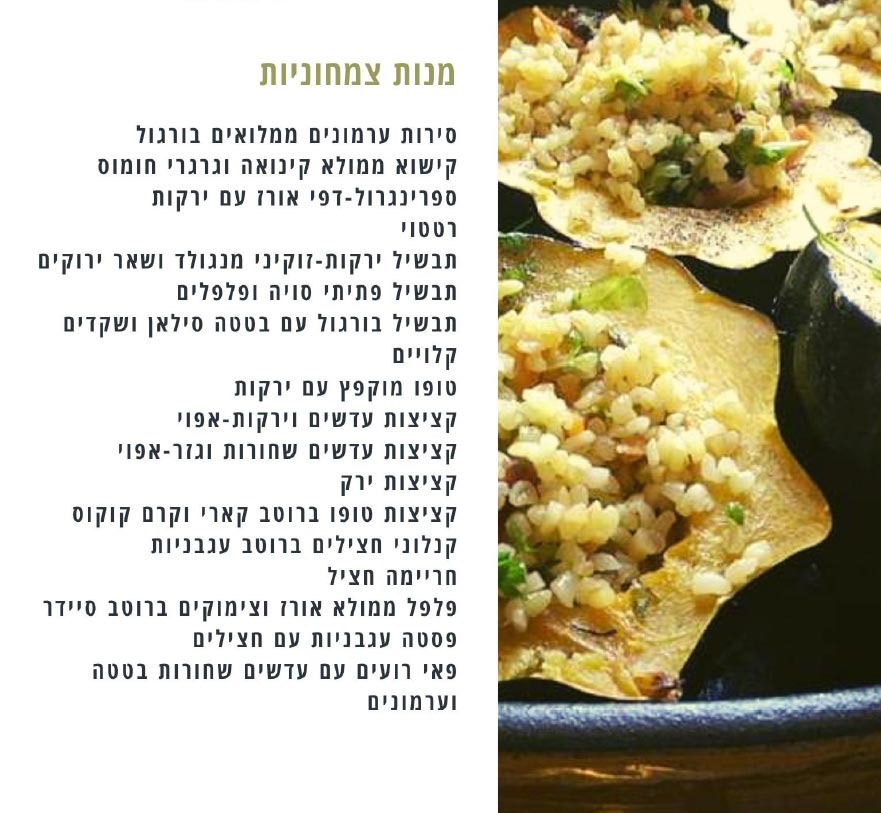 מנות צמחוניות
סירות ערמונים ממלואים בורגול
קישוא ממולא קינואה וגרגרי חומוס
ספרינגרול-דפי אורז עם ירקות
רטטוי
תבשיל ירקות-זוקיני מנגולד ושאר ירוקים
תבשיל פתיתי סויה ופלפלים
תבשיל בורגול עם בטטה סילאן ושקדים
קלויים
טופו מוקפץ עם ירקות
קציצות עדשים וירקות-אפוי
קציצות עדשים שחורות וגזר-אפוי
קציצות ירק
קציצות טופו ברוטב קארי וקרם קוקוס
קנלוני חצילים ברוטב עגבניות
חריימה חציל
פלפל ממולא אורז וצימוקים ברוטב סיידר
פסטה עגבניות עם חצילים
פאי רועים עם עדשים שחורות בטטה
וערמונים